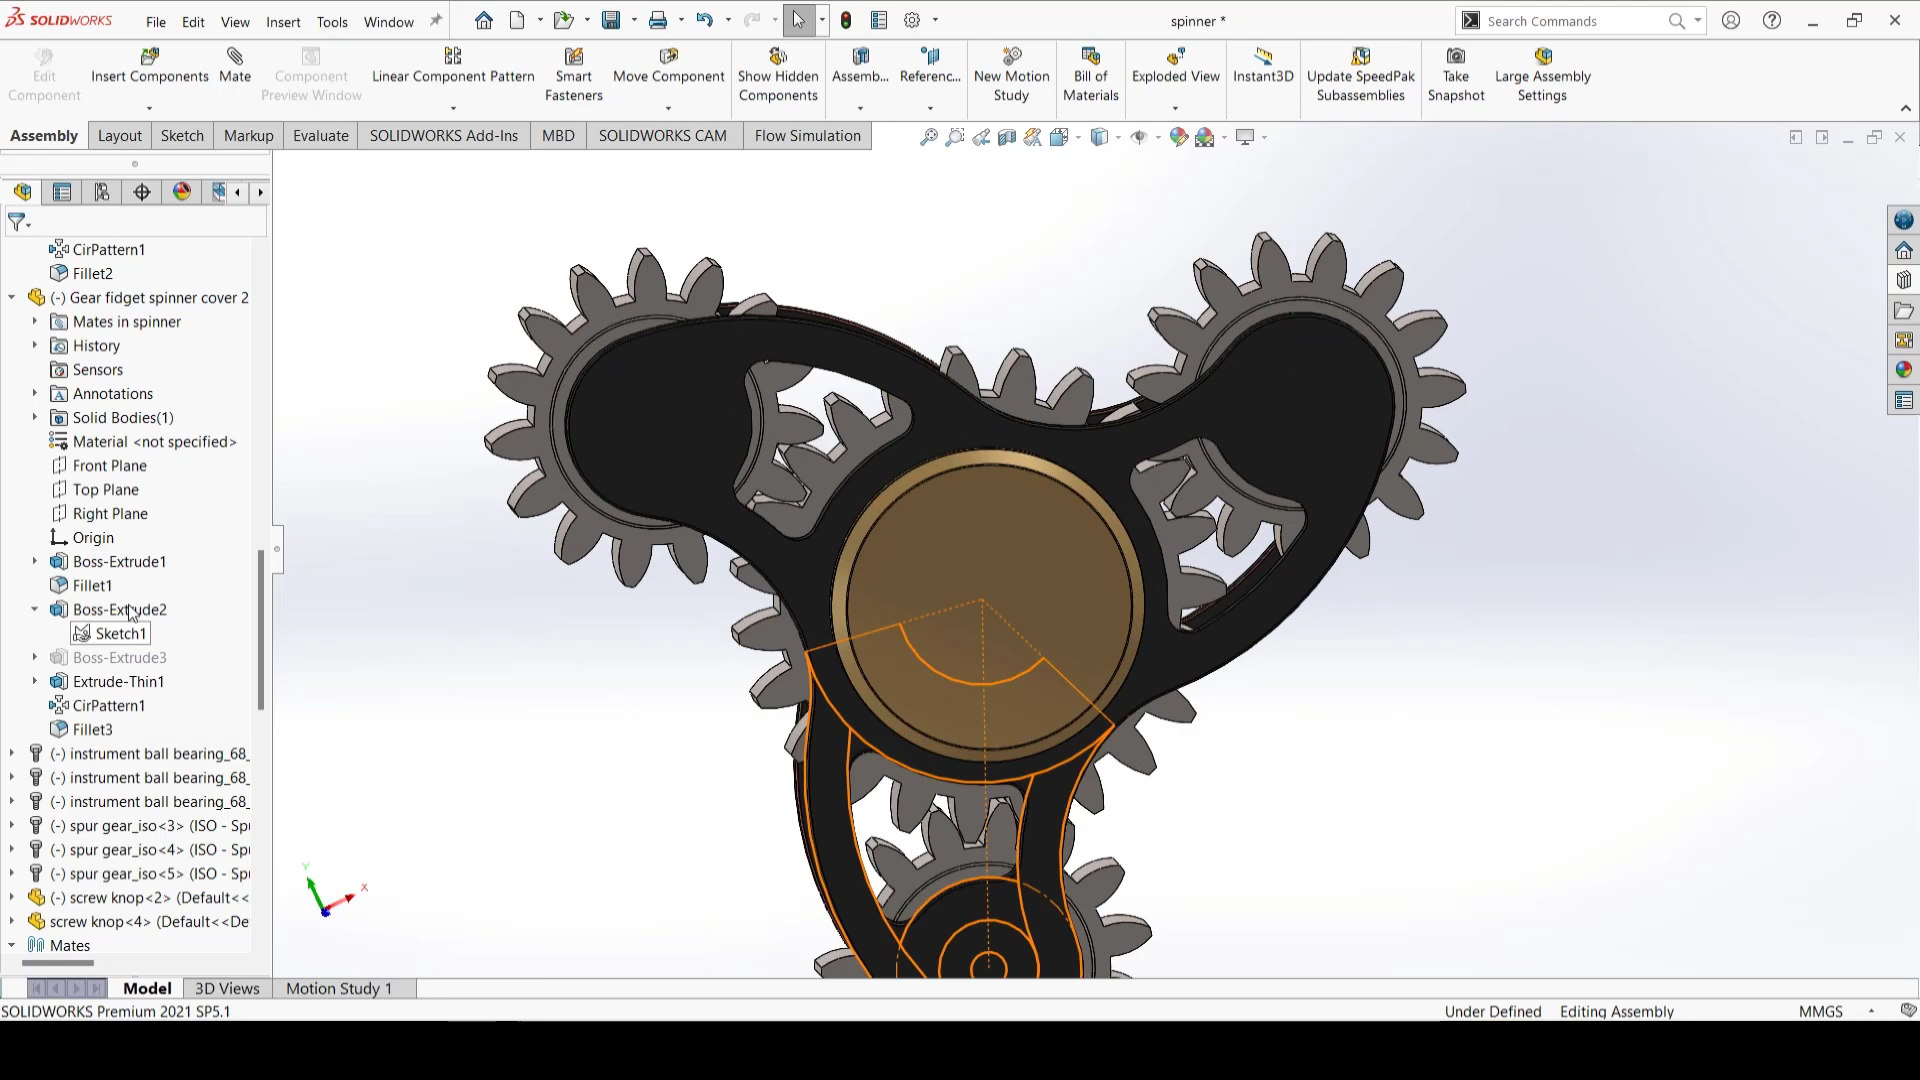 SOLIDWORKS File Edit View Insert Tools Window spinner * Search Commands
Edit Component
Insert Components
Mate
Component Preview Window
Linear Component Pattern
Smart Fasteners
Move Component
Show Hidden Components
Assemb...
Referenc...
New Motion Study
Bill of Materials
Exploded View
Instant3D
Update SpeedPak Subassemblies
Take Snapshot
Large Assembly Settings
Assembly Layout Sketch Markup Evaluate SOLIDWORKS Add-Ins MBD SOLIDWORKS CAM Flow Simulation
CirPattern1
Fillet2
(-) Gear fidget spinner cover 2
Mates in spinner
History
Sensors
Annotations
Solid Bodies(1)
Material <not specified>
Front Plane
Top Plane
Right Plane
Origin
Boss-Extrude1
Fillet1
Boss-Extrude2
Sketch1
Boss-Extrude3
Extrude-Thin1
CirPattern1
Fillet3
(-) instrument ball bearing_68_
(-) instrument ball bearing_68_
(-) instrument ball bearing_68_
(-) spur gear_iso<3> (ISO - Spu
(-) spur gear_iso<4> (ISO - Spu
(-) spur gear_iso<5> (ISO - Spu
(-) screw knop<2> (Default<<
screw knop<4> (Default<<De
Mates
Y
X
Model 3D Views Motion Study 1
SOLIDWORKS Premium 2021 SP5.1 Under Defined Editing Assembly MMGS